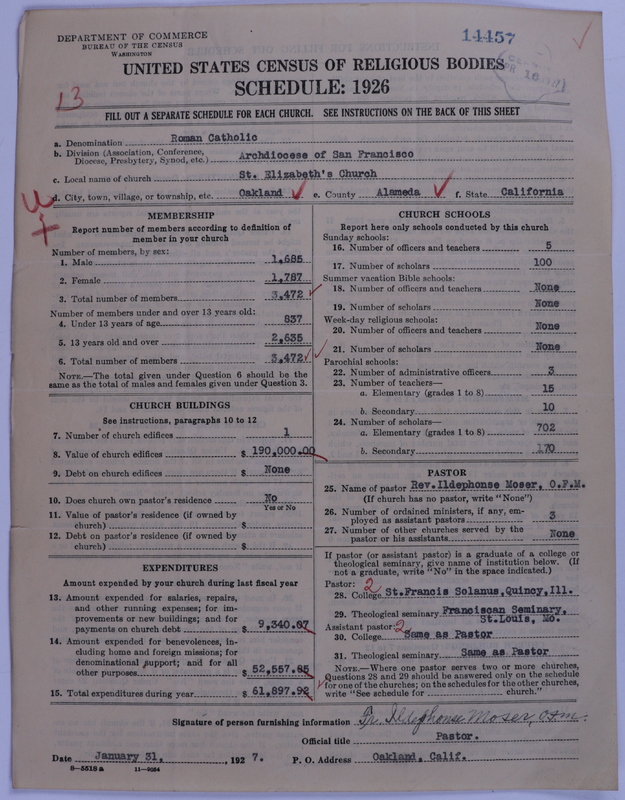 DEPARTMENT OF COMMERCE
BUREAU OF THE CENSUS
WASHINGTON
14457
UNITED STATES CENSUS OF RELIGIOUS BODIES
SCHEDULE: 1926
13
FILL OUT A SEPARATE SCHEDULE FOR EACH CHURCH. SEE INSTRUCTIONS ON THE BACK OF THIS SHEET
a. Denomination Roman Catholic
b. Division (Association, Conference, Diocese, Presbytery, Synod, etc.) Archdiocese of San Francisco
c. Local name of church St. Elizabeth's Church
d. City, town, village, or township, etc. Oakland e. County Alameda f. State California
MEMBERSHIP
Report number of members according to definition of
member in your church
Number of members, by sex:
1. Male 1,685
2. Female 1,787
3. Total number of members 3,472
Number of members under and over 13 years old:
4. Under 13 years of age 837
5. 13 years old and over 2,635
6. Total number of members 3,472
NOTE.—The total given under Question 6 should be
same as the total of males and females given under Question 3.
CHURCH BUILDINGS
See instructions, paragraphs 10 to 12
7. Number of church edifices 1
8. Value of church edifices $ 190,000.00
9. Debt on church edifices $ None
10. Does church own pastor's residence No
Yes or No
11. Value of pastor's residence (if owned by
church) $
12. Debt on pastor's residence (if owned by
church) $
EXPENDITURES
Amount expended by your church during last fiscal year
13. Amount expended for salaries, repairs,
and other running expenses; for im-
provements or new buildings; and for
payments on church debt $ 9,340.07
14. Amount expended for benevolences, in-
cluding home and foreign missions; for
denominational support; and for all
other purposes $ 52,557.85
15. Total expenditures during year $ 61,897.92
CHURCH SCHOOLS
Report here only schools conducted by this church
Sunday schools:
16. Number of officers and teachers 5
17. Number of scholars 100
Summer vacation Bible schools:
18. Number of officers and teachers None
19. Number of scholars None
Week-day religious schools:
20. Number of officers and teachers None
21. Number of scholars None
Parochial schools:
22. Number of administrative officers 3
23. Number of teachers—
a. Elementary (grades 1 to 8) 15
b. Secondary 10
24. Number of scholars—
a. Elementary (grades 1 to 8) 702
b. Secondary 170
PASTOR
25. Name of pastor Rev. Ildephonse Moser, O.F.M.
(If church has no pastor, write "None")
26. Number of ordained ministers, if any, em-
ployed as assistant pastors 3
27. Number of other churches served by the
pastor or his assistants None
If pastor (or assistant pastor) is a graduate of a college or
theological seminary, give name of institution below. (If
not a graduate, write "No" in the space indicated.)
Pastor: 2
28. College St. Francis Solanus, Quincy, Ill.
29. Theological seminary Franciscan Seminary, St. Louis, Mo.
Assistant pastor: 2
30. College Same as Pastor
31. Theological seminary Same as Pastor
NOTE.—Where one pastor serves two or more churches,
Questions 28 and 29 should be answered only on the schedule
for one of the churches; on the schedules for the other churches,
write "See schedule for church."
Signature of person furnishing information Fr. Ildephonse Moser, O.F.M.
Official title Pastor.
Date January 31, 1927. P. O. Address Oakland, Calif.
8—5518 a 11—9054